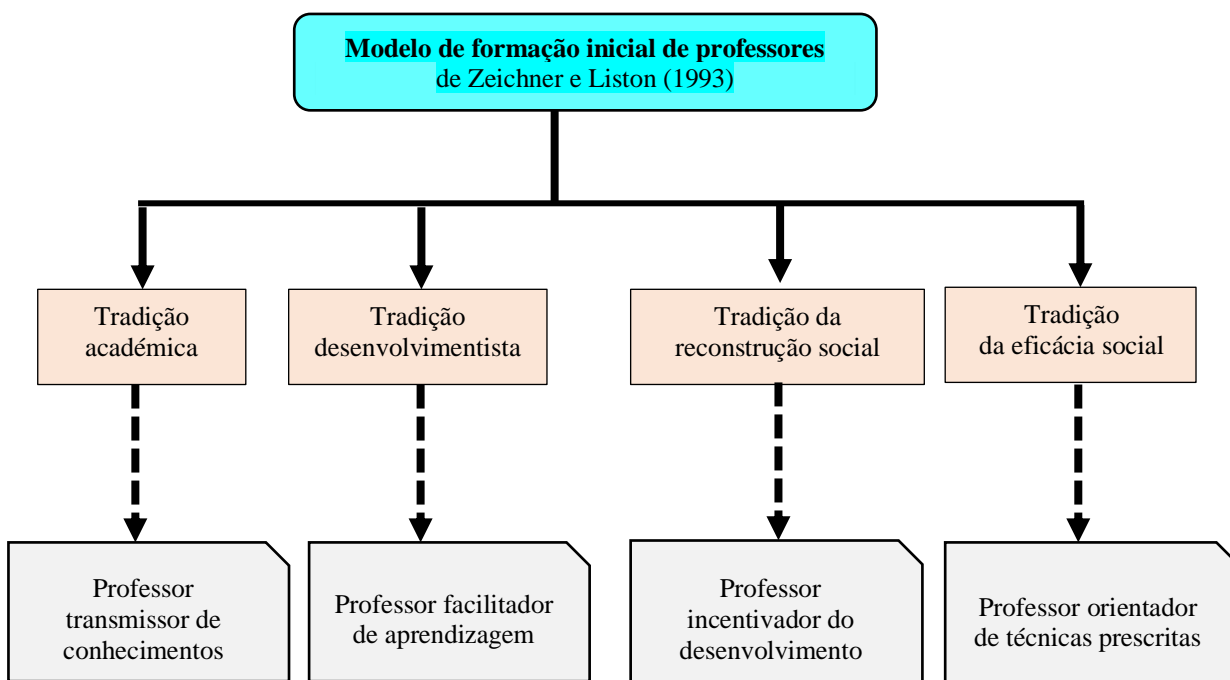 Modelo de formação inicial de professores
de Zeichner e Liston (1993)
Tradição
académica
Tradição
desenvolvimentista
Tradição da
reconstrução social
Tradição
da eficácia social
Professor
transmissor de
conhecimentos
Professor facilitador
de aprendizagem
Professor
incentivador do
desenvolvimento
Professor orientador
de técnicas prescritas